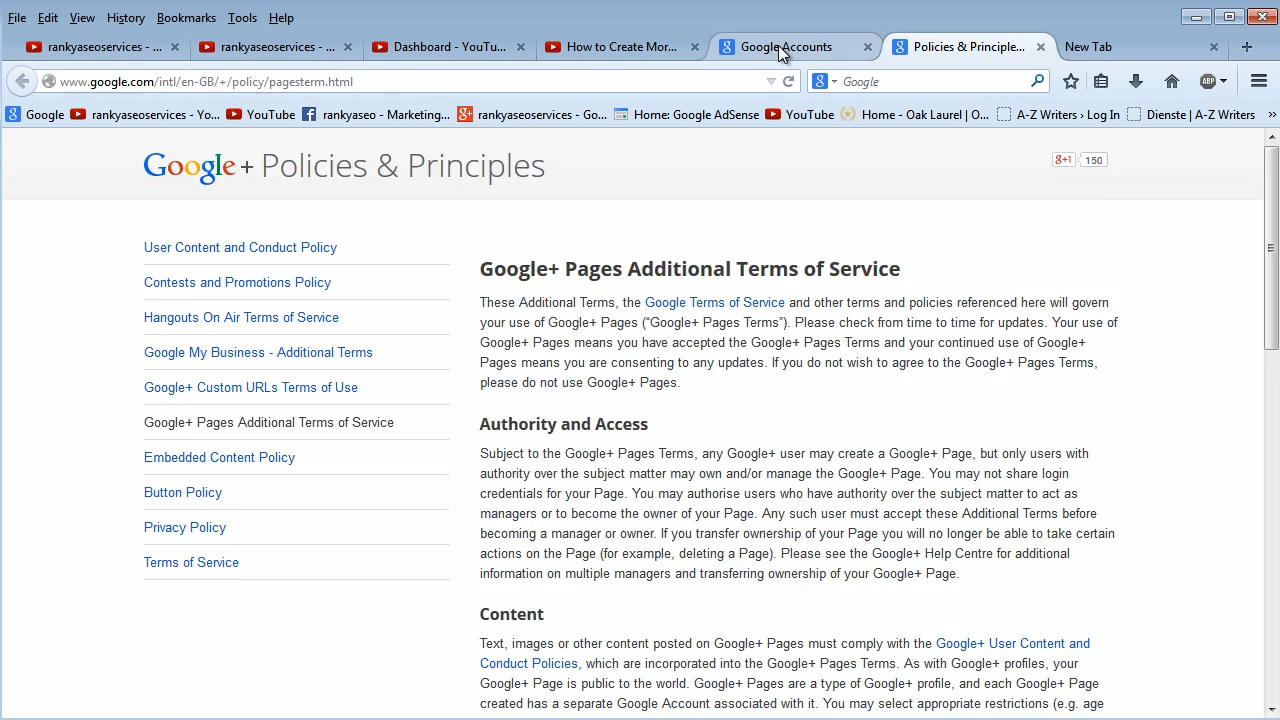 File Edit View History Bookmarks Tools Help
rankyaseoservices - ... rankyaseoservices - ... Dashboard - YouTu... How to Create Mor... Google Accounts Policies & Principle... New Tab
www.google.com/intl/en-GB/+/policy/pagesterm.html Google ABP
Google rankyaseoservices - Yo... YouTube rankyaseo - Marketing... rankyaseoservices - Go... Home: Google AdSense YouTube Home - Oak Laurel | O... A-Z Writers › Log In Dienste | A-Z Writers »
Google+ Policies & Principles
g+1 150
User Content and Conduct Policy
Contests and Promotions Policy
Hangouts On Air Terms of Service
Google My Business - Additional Terms
Google+ Custom URLs Terms of Use
Google+ Pages Additional Terms of Service
Embedded Content Policy
Button Policy
Privacy Policy
Terms of Service
Google+ Pages Additional Terms of Service
These Additional Terms, the Google Terms of Service and other terms and policies referenced here will govern
your use of Google+ Pages (“Google+ Pages Terms”). Please check from time to time for updates. Your use of
Google+ Pages means you have accepted the Google+ Pages Terms and your continued use of Google+
Pages means you are consenting to any updates. If you do not wish to agree to the Google+ Pages Terms,
please do not use Google+ Pages.
Authority and Access
Subject to the Google+ Pages Terms, any Google+ user may create a Google+ Page, but only users with
authority over the subject matter may own and/or manage the Google+ Page. You may not share login
credentials for your Page. You may authorise users who have authority over the subject matter to act as
managers or to become the owner of your Page. Any such user must accept these Additional Terms before
becoming a manager or owner. If you transfer ownership of your Page you will no longer be able to take certain
actions on the Page (for example, deleting a Page). Please see the Google+ Help Centre for additional
information on multiple managers and transferring ownership of your Google+ Page.
Content
Text, images or other content posted on Google+ Pages must comply with the Google+ User Content and
Conduct Policies, which are incorporated into the Google+ Pages Terms. As with Google+ profiles, your
Google+ Page is public to the world. Google+ Pages are a type of Google+ profile, and each Google+ Page
created has a separate Google Account associated with it. You may select appropriate restrictions (e.g. age